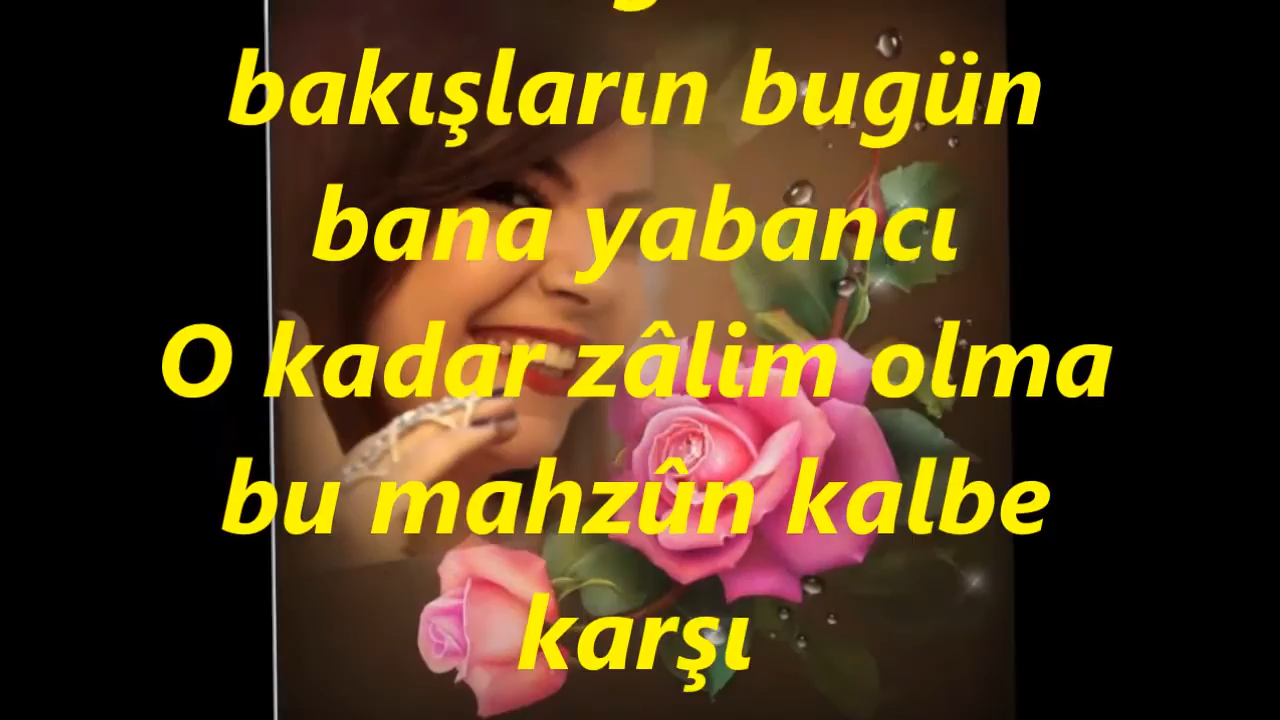 bakışların bugün
bana yabancı
O kadar zâlim olma
bu mahzûn kalbe
karşı